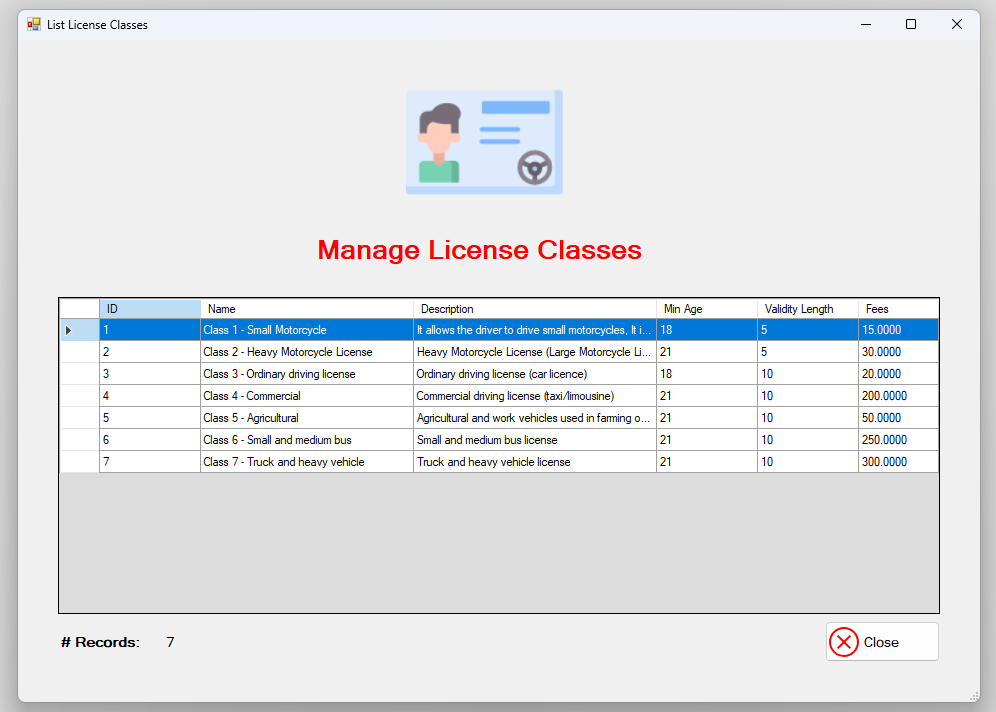 List License Classes
Manage License Classes
ID Name Description Min Age Validity Length Fees
1 Class 1 - Small Motorcycle It allows the driver to drive small motorcycles, It i... 18 5 15.0000
2 Class 2 - Heavy Motorcycle License Heavy Motorcycle License (Large Motorcycle Li... 21 5 30.0000
3 Class 3 - Ordinary driving license Ordinary driving license (car licence) 18 10 20.0000
4 Class 4 - Commercial Commercial driving license (taxi/limousine) 21 10 200.0000
5 Class 5 - Agricultural Agricultural and work vehicles used in farming o... 21 10 50.0000
6 Class 6 - Small and medium bus Small and medium bus license 21 10 250.0000
7 Class 7 - Truck and heavy vehicle Truck and heavy vehicle license 21 10 300.0000
# Records: 7
Close